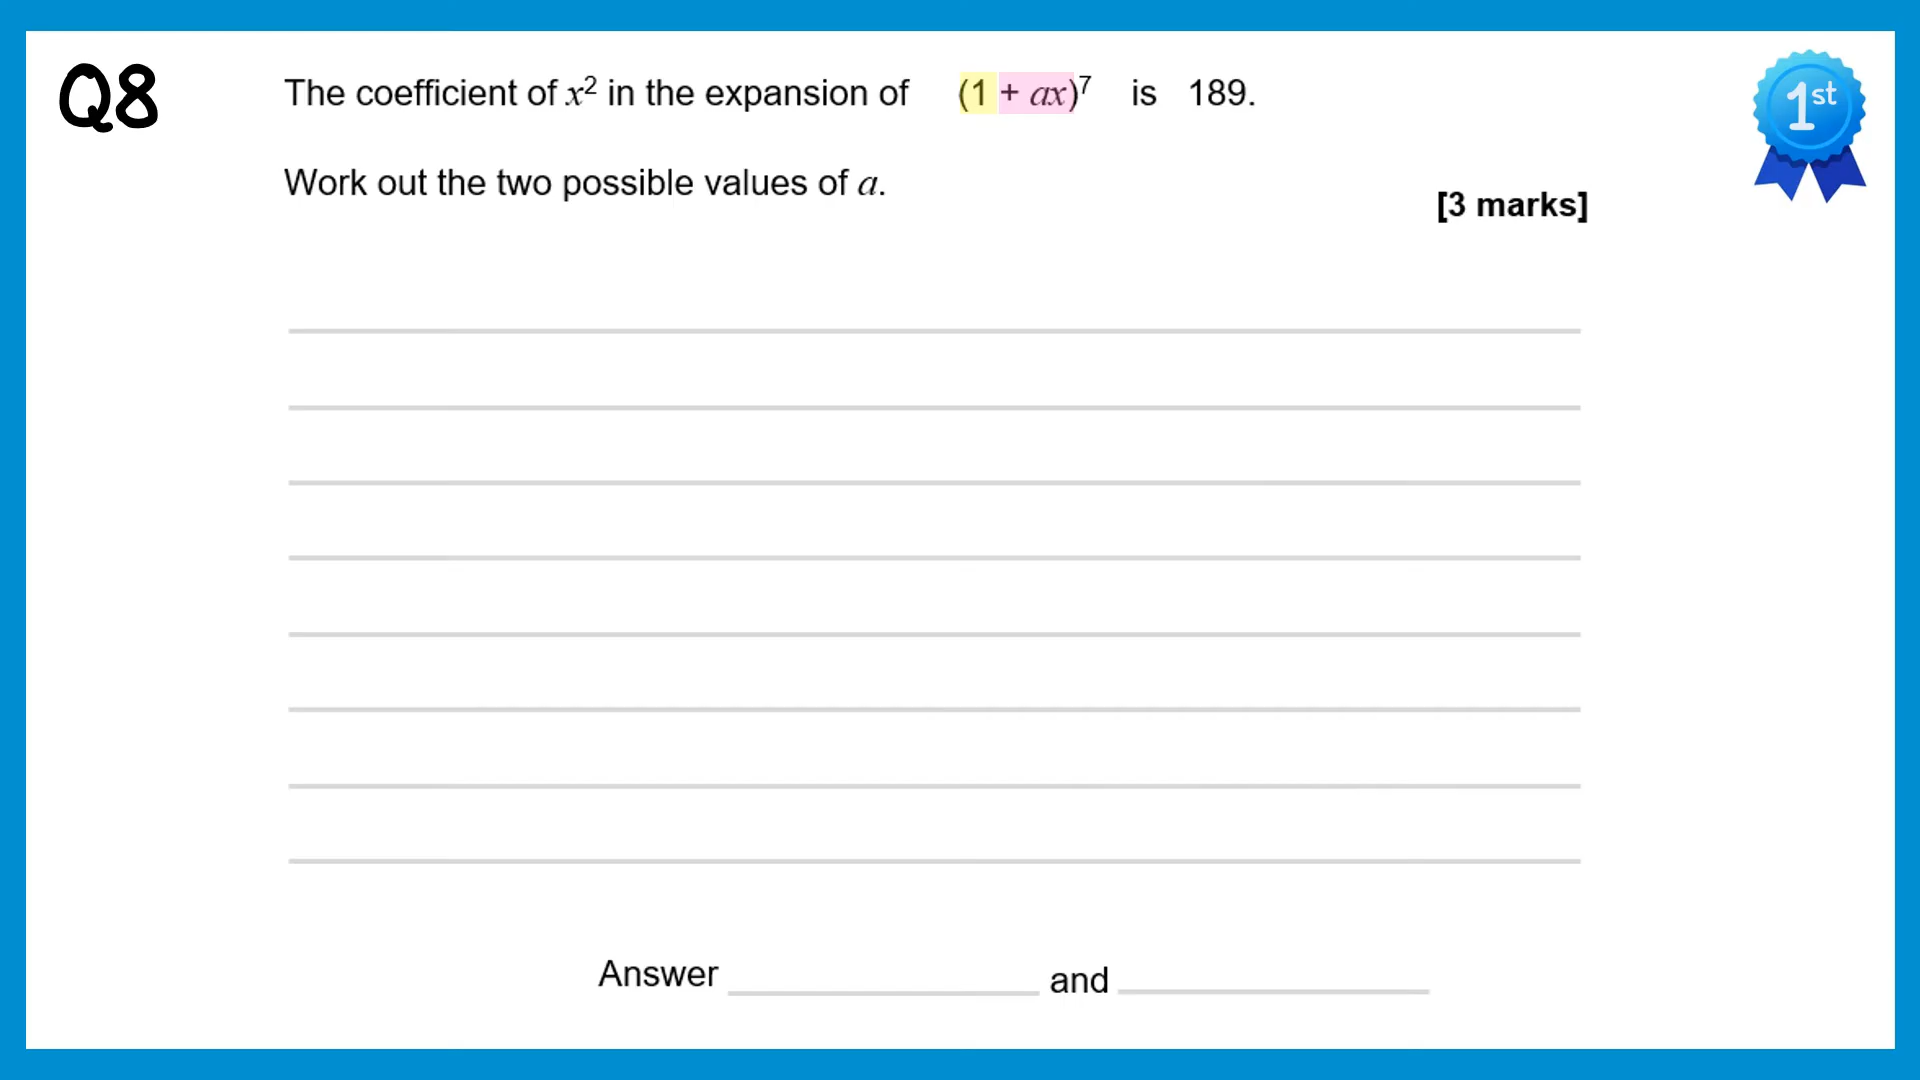 Q8
The coefficient of x² in the expansion of (1 + ax)⁷ is 189.
Work out the two possible values of a.
[3 marks]
1st
Answer and